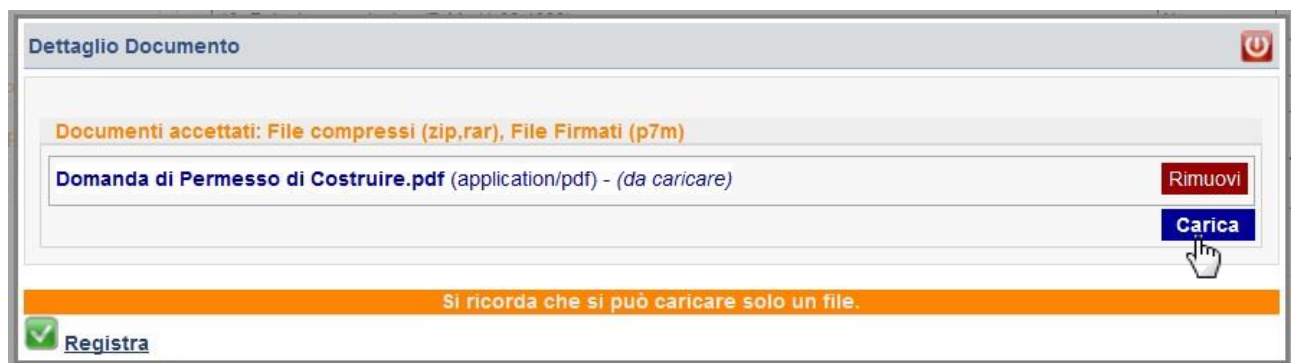 Dettaglio Documento
Documenti accettati: File compressi (zip,rar), File Firmati (p7m)
Domanda di Permesso di Costruire.pdf (application/pdf) - (da caricare)
Rimuovi
Carica
Si ricorda che si può caricare solo un file.
Registra